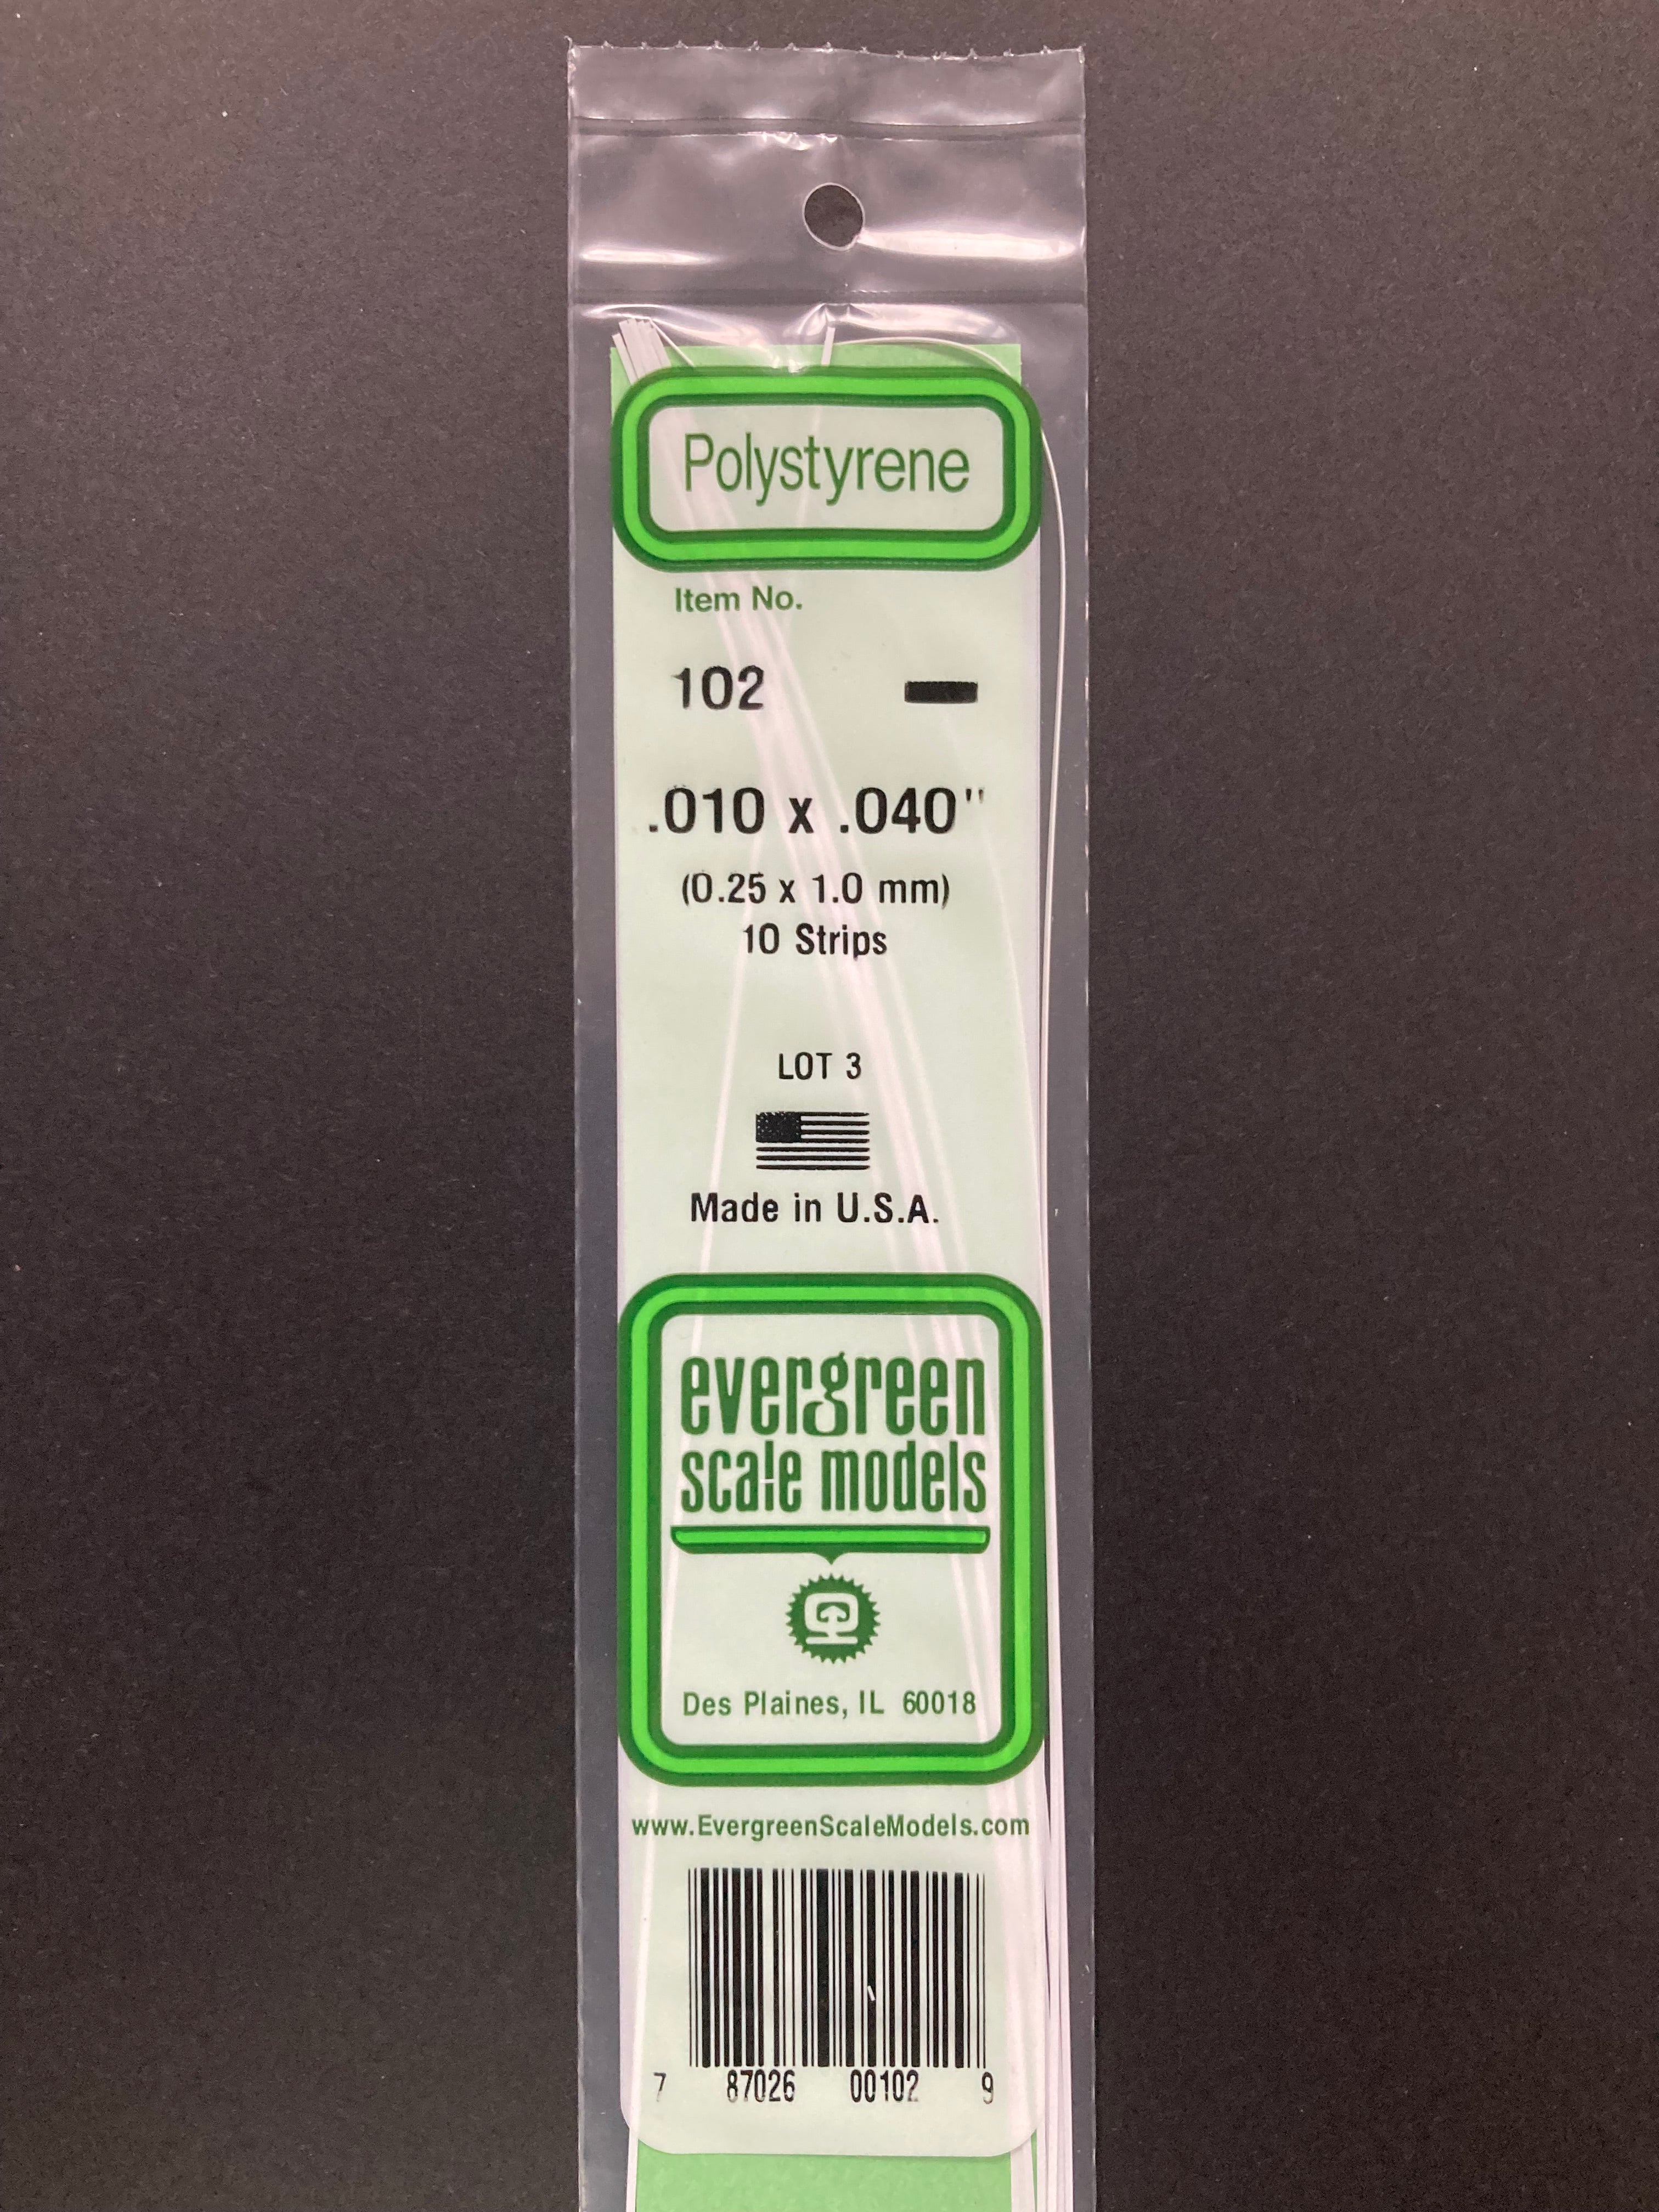 Polystyrene
Item No.
102
.010 x .040"
(0.25 x 1.0 mm)
10 Strips
LOT 3
Made in U.S.A.
evergreen
scale models
Des Plaines, IL 60018
www.EvergreenScaleModels.com
7 87026 00102 9